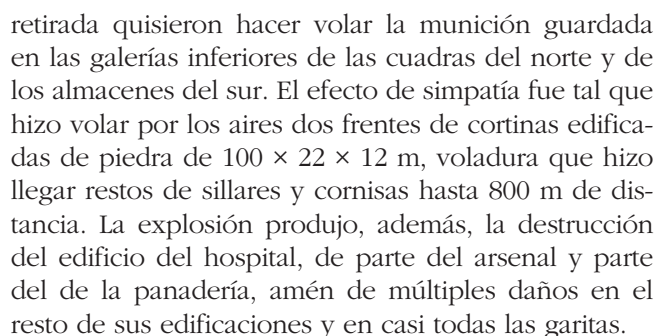 retirada quisieron hacer volar la munición guardada
en las galerías inferiores de las cuadras del norte y de
los almacenes del sur. El efecto de simpatía fue tal que
hizo volar por los aires dos frentes de cortinas edifica-
das de piedra de 100 × 22 × 12 m, voladura que hizo
llegar restos de sillares y cornisas hasta 800 m de dis-
tancia. La explosión produjo, además, la destrucción
del edificio del hospital, de parte del arsenal y parte
del de la panadería, amén de múltiples daños en el
resto de sus edificaciones y en casi todas las garitas.